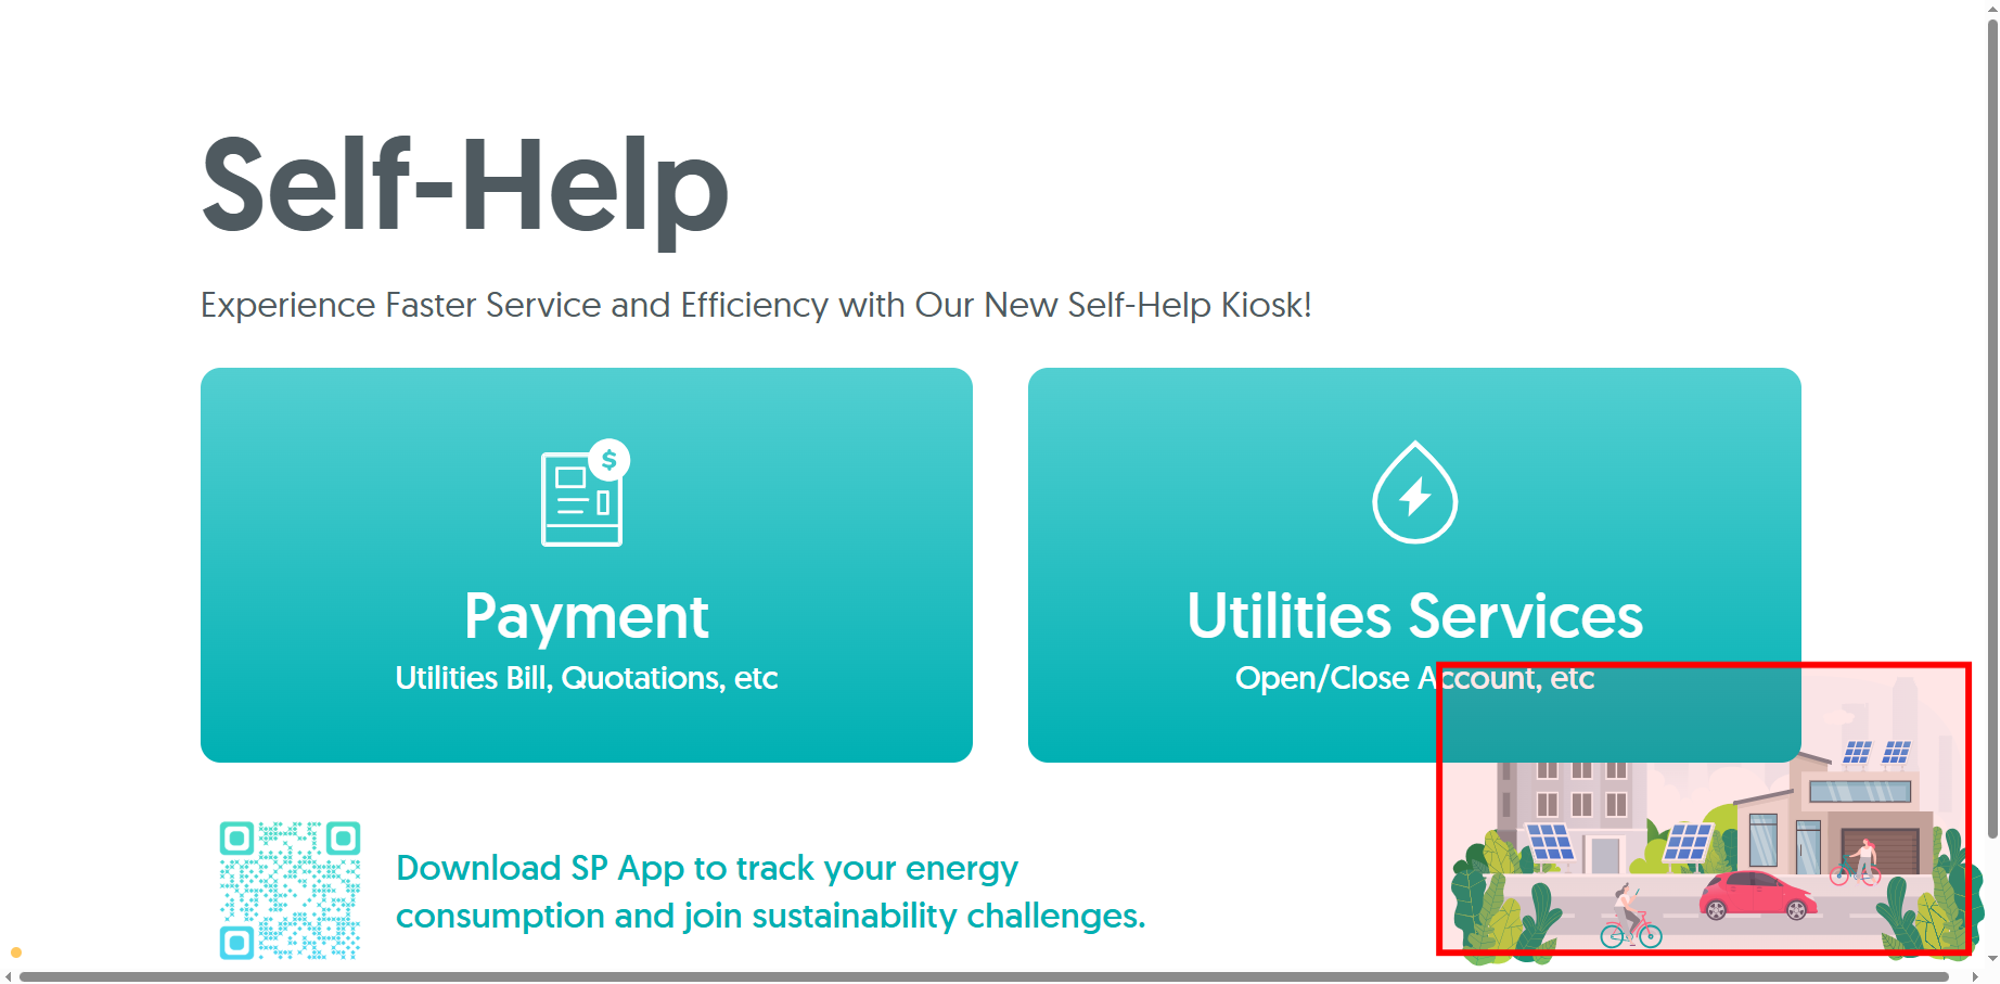 Self-Help
Experience Faster Service and Efficiency with Our New Self-Help Kiosk!
$
Payment
Utilities Bill, Quotations, etc
Utilities Services
Open/Close Account, etc
Download SP App to track your energy
consumption and join sustainability challenges.